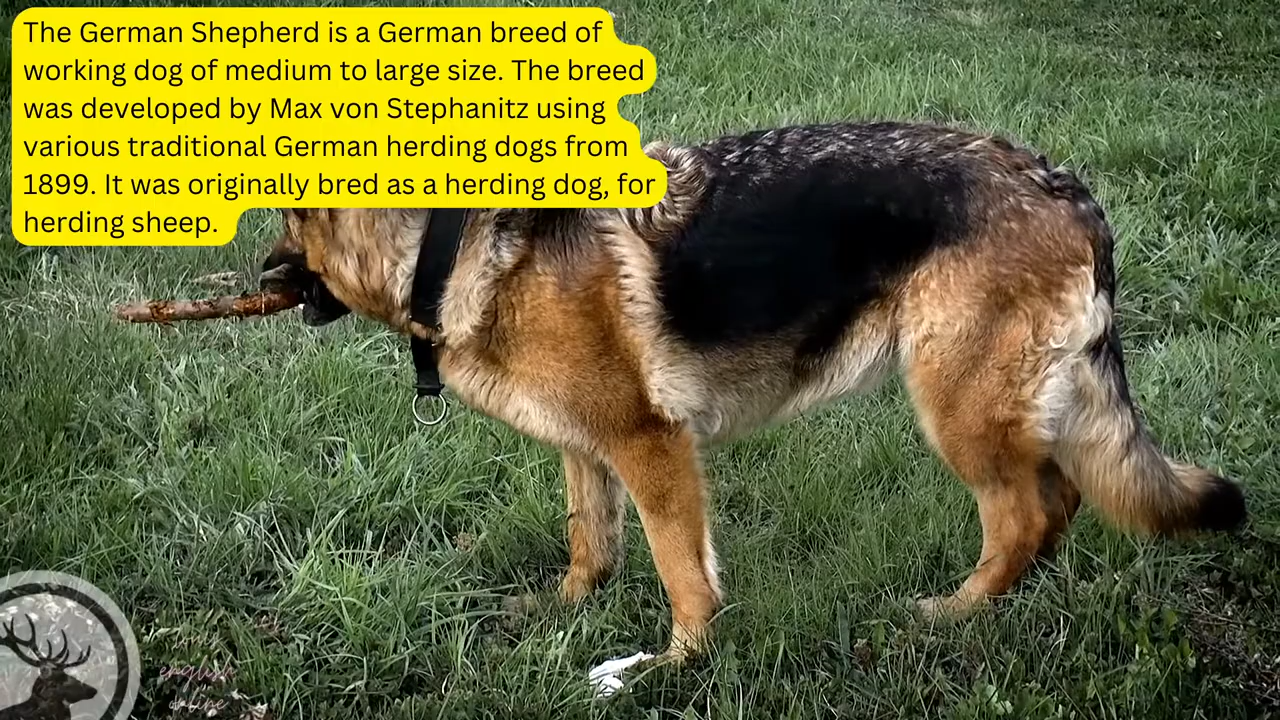 The German Shepherd is a German breed of
working dog of medium to large size. The breed
was developed by Max von Stephanitz using
various traditional German herding dogs from
1899. It was originally bred as a herding dog, for
herding sheep.
english